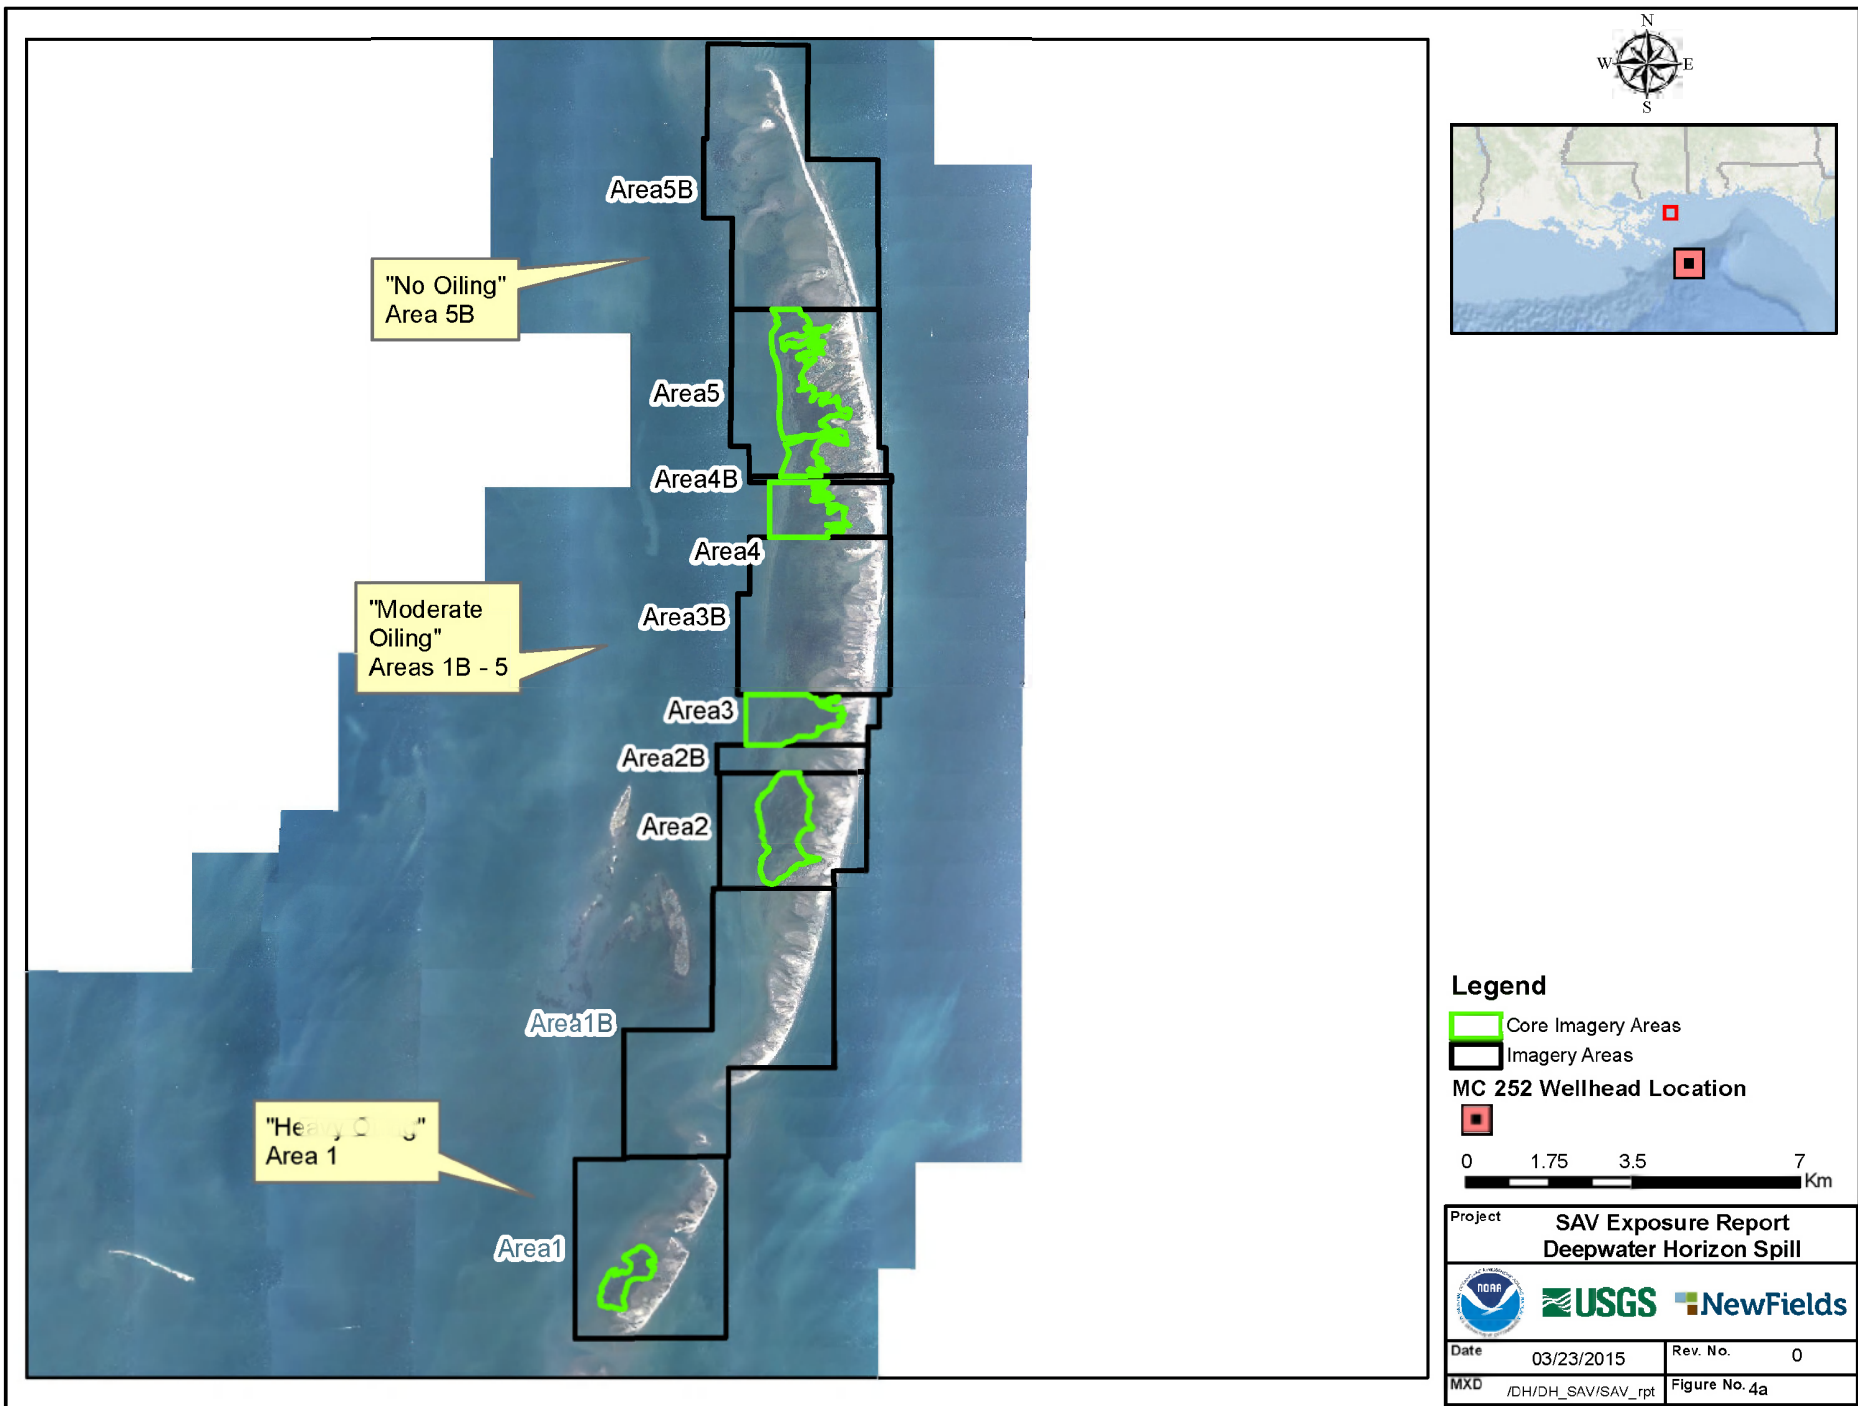 N
W E
S
Area5B
"No Oiling"
Area 5B
Area5
Area4B
Area4
"Moderate
Oiling"
Areas 1B - 5
Area3B
Area3
Area2B
Area2
Area1B
"Heavy Oiling"
Area 1
Area1
Legend
Core Imagery Areas
Imagery Areas
MC 252 Wellhead Location
0 1.75 3.5 7
Km
Project
SAV Exposure Report
Deepwater Horizon Spill
NOAA
USGS
NewFields
Date 03/23/2015
Rev. No. 0
MXD /DH/DH_SAV/SAV_rpt
Figure No. 4a